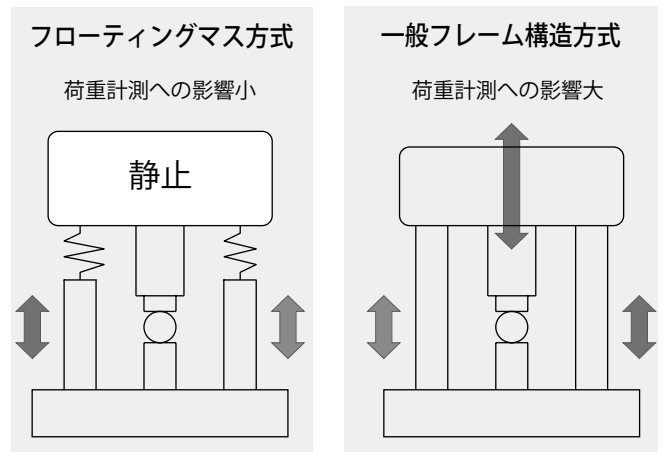 フローティングマス方式
荷重計測への影響小
静止
一般フレーム構造方式
荷重計測への影響大